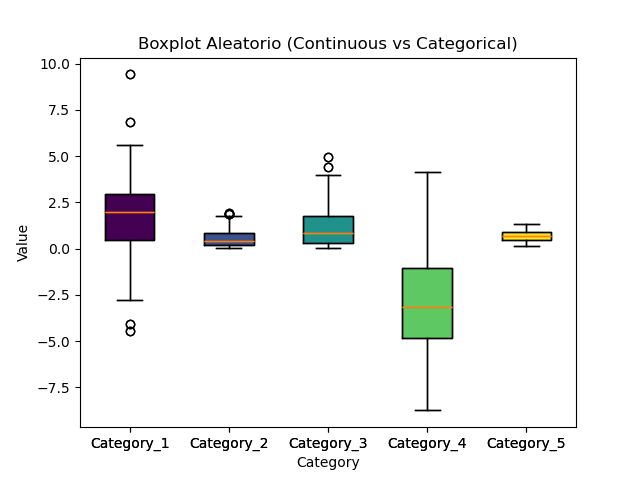 Boxplot Aleatorio (Continuous vs Categorical)
10.0
7.5
5.0
2.5
0.0
−2.5
−5.0
−7.5
Value
Category_1 Category_2 Category_3 Category_4 Category_5
Category